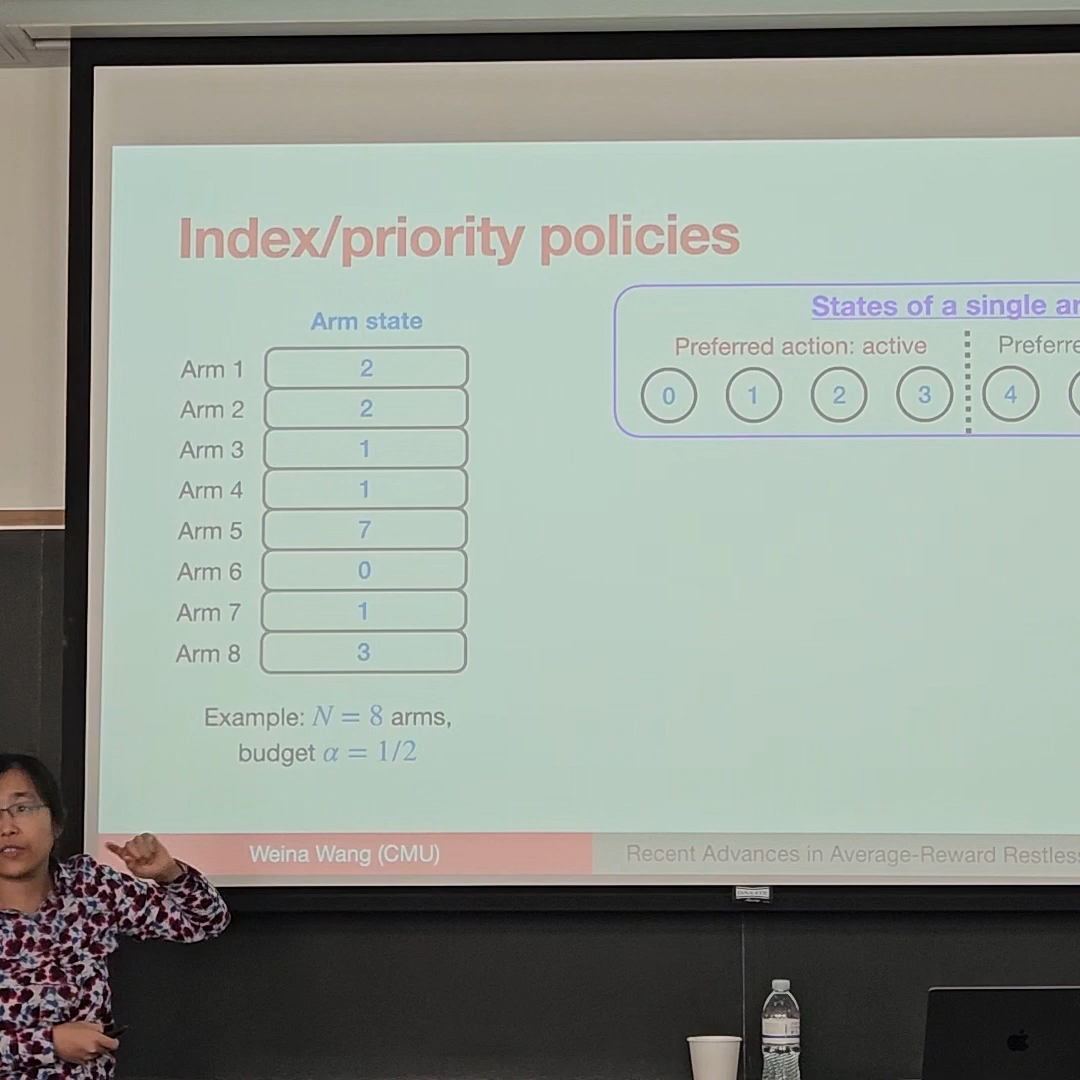 Index/priority policies
Arm state
Arm 1 2
Arm 2 2
Arm 3 1
Arm 4 1
Arm 5 7
Arm 6 0
Arm 7 1
Arm 8 3
Example: N = 8 arms,
budget α = 1/2
States of a single
Preferred action: active
0 1 2 3 4
Weina Wang (CMU)
Recent Advances in Average-Reward